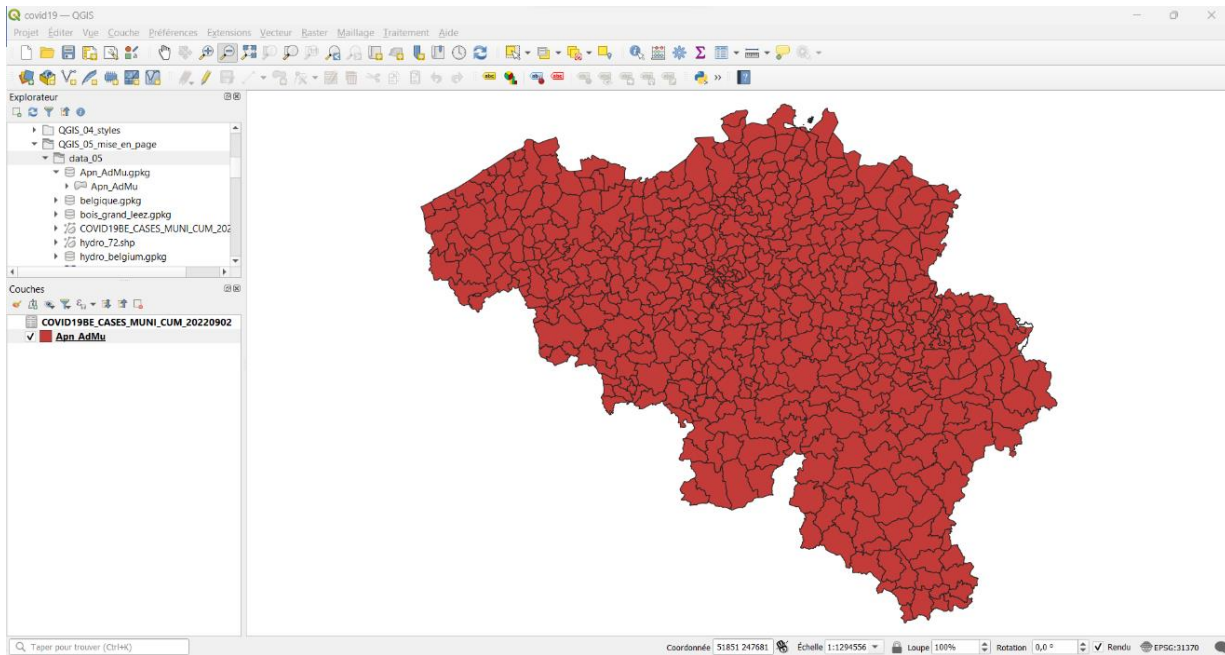 covid19 — QGIS
Projet Éditer Vue Couche Préférences Extensions Vecteur Raster Maillage Traitement Aide
Explorateur
QGIS_04_styles
QGIS_05_mise_en_page
data_05
Apn_AdMu.gpkg
Apn_AdMu
belgique.gpkg
bois_grand_leez.gpkg
COVID19BE_CASES_MUNI_CUM_202
hydro_72.shp
hydro_belgium.gpkg
Couches
COVID19BE_CASES_MUNI_CUM_20220902
Apn_AdMu
Taper pour trouver (Ctrl+K) Coordonnée 51851 247681 Échelle 1:1294556 Loupe 100% Rotation 0,0 ° Rendu EPSG:31370